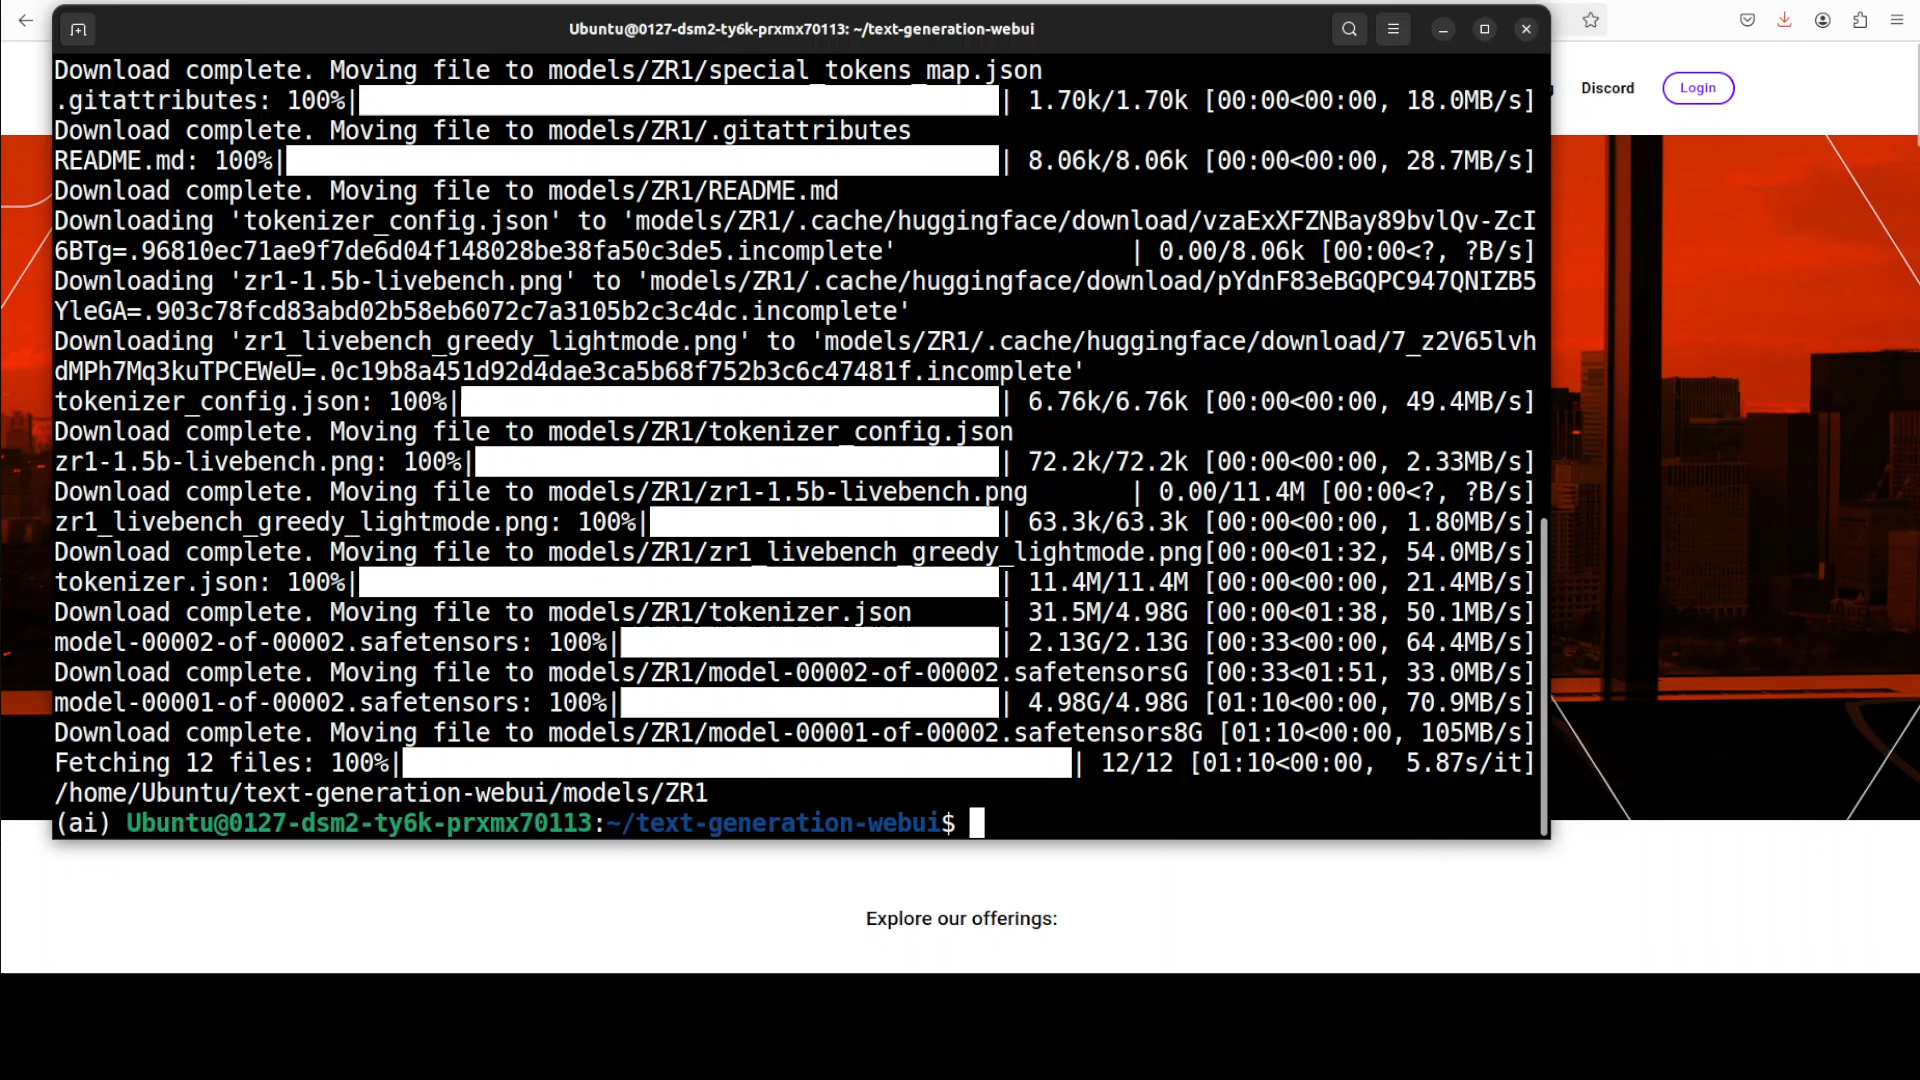 Ubuntu@0127-dsm2-ty6k-prxmx70113: ~/text-generation-webui
Discord
Login
Download complete. Moving file to models/ZR1/special_tokens_map.json
.gitattributes: 100%| | 1.70k/1.70k [00:00<00:00, 18.0MB/s]
Download complete. Moving file to models/ZR1/.gitattributes
README.md: 100%| | 8.06k/8.06k [00:00<00:00, 28.7MB/s]
Download complete. Moving file to models/ZR1/README.md
Downloading 'tokenizer_config.json' to 'models/ZR1/.cache/huggingface/download/vzaExXFZNBay89bvlQv-ZcI
6BTg=.96810ec71ae9f7de6d04f148028be38fa50c3de5.incomplete' | 0.00/8.06k [00:00<?, ?B/s]
Downloading 'zr1-1.5b-livebench.png' to 'models/ZR1/.cache/huggingface/download/pYdnF83eBGQPC947QNIZB5
YleGA=.903c78fcd83abd02b58eb6072c7a3105b2c3c4dc.incomplete'
Downloading 'zr1_livebench_greedy_lightmode.png' to 'models/ZR1/.cache/huggingface/download/7_z2V65lvh
dMPh7Mq3kuTPCEWeU=.0c19b8a451d92d4dae3ca5b68f752b3c6c47481f.incomplete'
tokenizer_config.json: 100%| | 6.76k/6.76k [00:00<00:00, 49.4MB/s]
Download complete. Moving file to models/ZR1/tokenizer_config.json
zr1-1.5b-livebench.png: 100%| | 72.2k/72.2k [00:00<00:00, 2.33MB/s]
Download complete. Moving file to models/ZR1/zr1-1.5b-livebench.png | 0.00/11.4M [00:00<?, ?B/s]
zr1_livebench_greedy_lightmode.png: 100%| | 63.3k/63.3k [00:00<00:00, 1.80MB/s]
Download complete. Moving file to models/ZR1/zr1_livebench_greedy_lightmode.png[00:00<01:32, 54.0MB/s]
tokenizer.json: 100%| | 11.4M/11.4M [00:00<00:00, 21.4MB/s]
Download complete. Moving file to models/ZR1/tokenizer.json | 31.5M/4.98G [00:00<01:38, 50.1MB/s]
model-00002-of-00002.safetensors: 100%| | 2.13G/2.13G [00:33<00:00, 64.4MB/s]
Download complete. Moving file to models/ZR1/model-00002-of-00002.safetensorsG [00:33<01:51, 33.0MB/s]
model-00001-of-00002.safetensors: 100%| | 4.98G/4.98G [01:10<00:00, 70.9MB/s]
Download complete. Moving file to models/ZR1/model-00001-of-00002.safetensors8G [01:10<00:00, 105MB/s]
Fetching 12 files: 100%| | 12/12 [01:10<00:00, 5.87s/it]
/home/Ubuntu/text-generation-webui/models/ZR1
(ai) Ubuntu@0127-dsm2-ty6k-prxmx70113:~/text-generation-webui$
Explore our offerings: